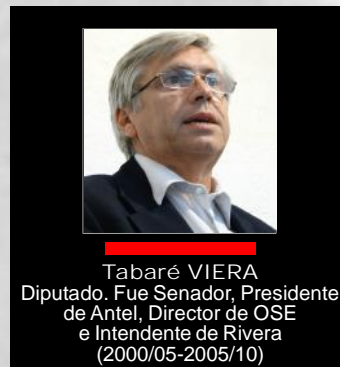 Tabaré VIERA
Diputado. Fue Senador, Presidente
de Antel, Director de OSE
e Intendente de Rivera
(2000/05-2005/10)